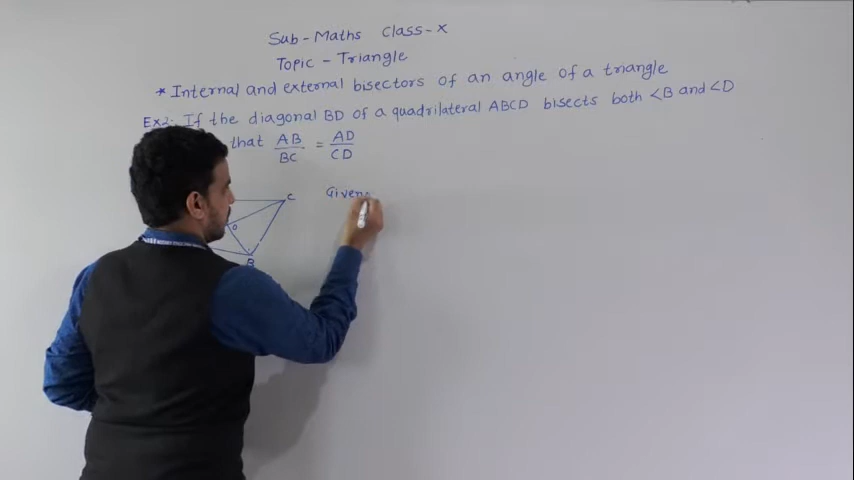 Sub - Maths Class - X
Topic - Triangle
* Internal and external bisectors of an angle of a triangle
Ex2: If the diagonal BD of a quadrilateral ABCD bisects both ∠B and ∠D
that AB/BC = AD/CD
Given
C
O
B